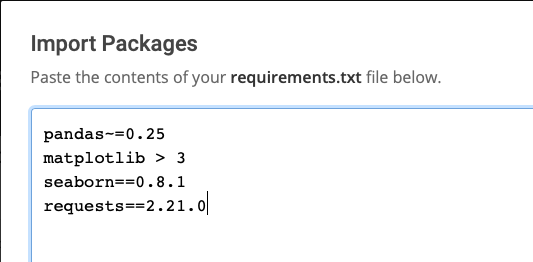 Import Packages
Paste the contents of your requirements.txt file below.
pandas~=0.25
matplotlib > 3
seaborn==0.8.1
requests==2.21.0